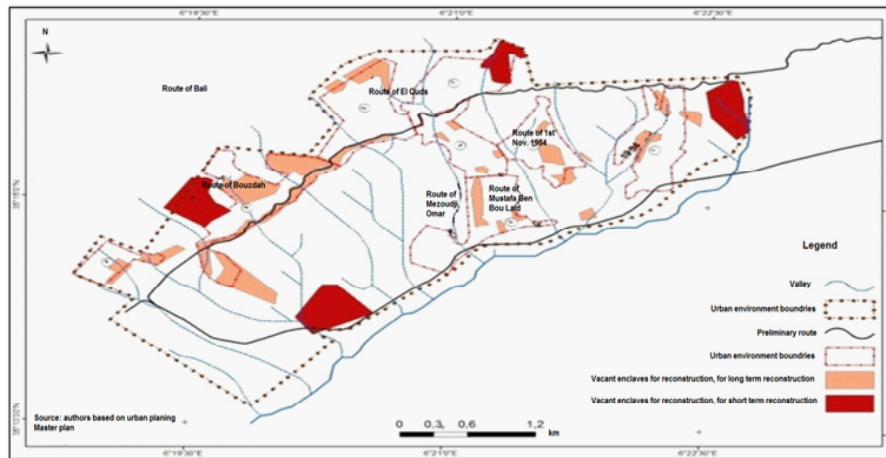 6°19'30"E
6°21'0"E
6°22'30"E
N
Route of Bali
Route of El Quds
Route of 1st
Nov. 1954
1954
Route of Bouzdah
Route of
Mezoudji
Omar
Route of
Mustafa Ben
Bou Laid
Legend
Valley
Urban environment boundries
Preliminary route
Urban environment boundries
Vacant enclaves for reconstruction, for long term reconstruction
Vacant enclaves for reconstruction, for short term reconstruction
Source: authors based on urban planing
Master plan
0 0,3 0,6 1,2
km
6°19'30"E
6°21'0"E
6°22'30"E